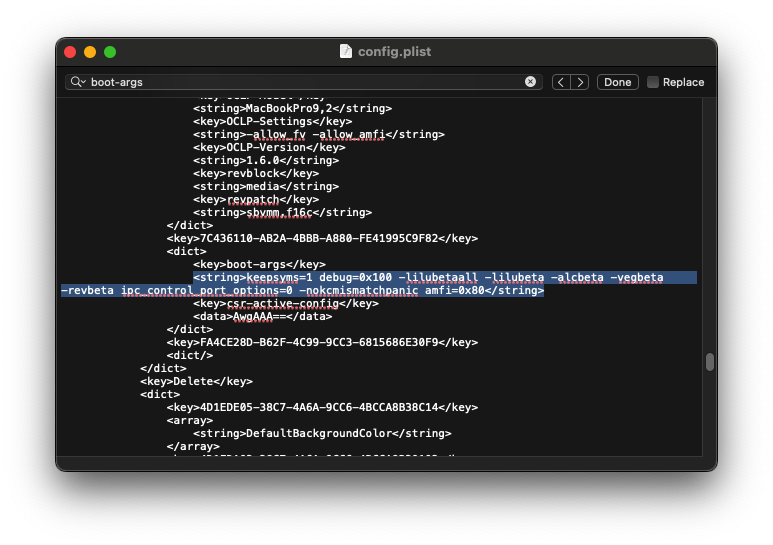 config.plist
boot-args
Done
Replace
<string>MacBookPro9,2</string>
<key>OCLP-Settings</key>
<string>-allow_fv -allow_amfi</string>
<key>OCLP-Version</key>
<string>1.6.0</string>
<key>revblock</key>
<string>media</string>
<key>revpatch</key>
<string>sbvmm,f16c</string>
</dict>
<key>7C436110-AB2A-4BBB-A880-FE41995C9F82</key>
<dict>
<key>boot-args</key>
<string>keepsyms=1 debug=0x100 -lilubetaall -lilubeta -alcbeta -vegbeta
-revbeta ipc_control_port_options=0 -nokcmismatchpanic amfi=0x80</string>
<key>csr-active-config</key>
<data>AwgAAA==</data>
</dict>
<key>FA4CE28D-B62F-4C99-9CC3-6815686E30F9</key>
<dict/>
</dict>
<key>Delete</key>
<dict>
<key>4D1EDE05-38C7-4A6A-9CC6-4BCCA8B38C14</key>
<array>
<string>DefaultBackgroundColor</string>
</array>